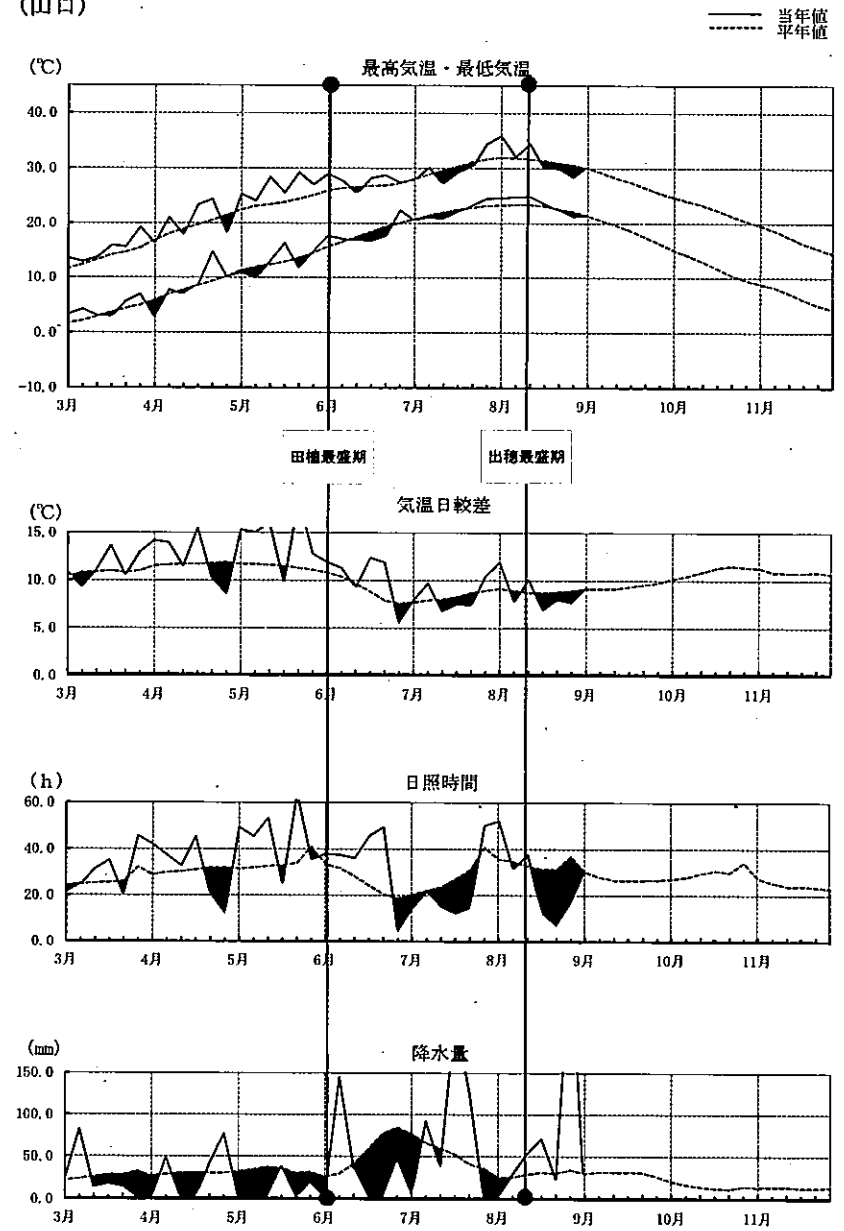 (山口)
当年値
平年値
(℃)
最高気温・最低気温
40.0
30.0
20.0
10.0
0.0
-10.0
3月 4月 5月 6月 7月 8月 9月 10月 11月
田植最盛期 出穂最盛期
(℃)
気温日較差
15.0
10.0
5.0
0.0
3月 4月 5月 6月 7月 8月 9月 10月 11月
(h)
日照時間
60.0
40.0
20.0
0.0
3月 4月 5月 6月 7月 8月 9月 10月 11月
(mm)
降水量
150.0
100.0
50.0
0.0
3月 4月 5月 6月 7月 8月 9月 10月 11月